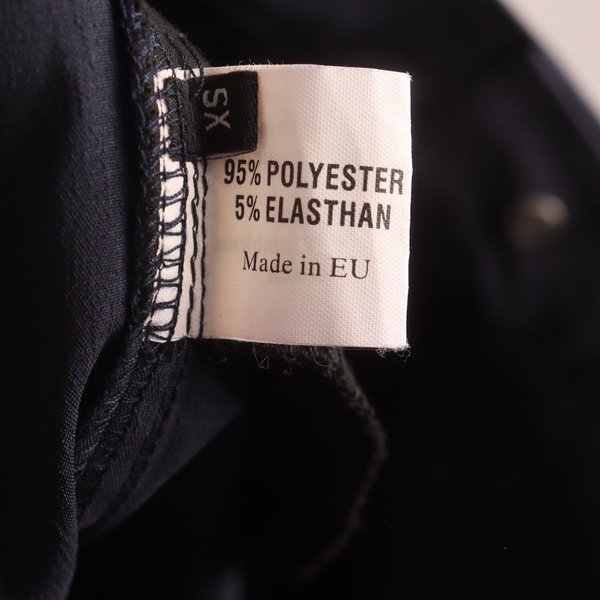 XS
95% POLYESTER
5% ELASTHAN
Made in EU